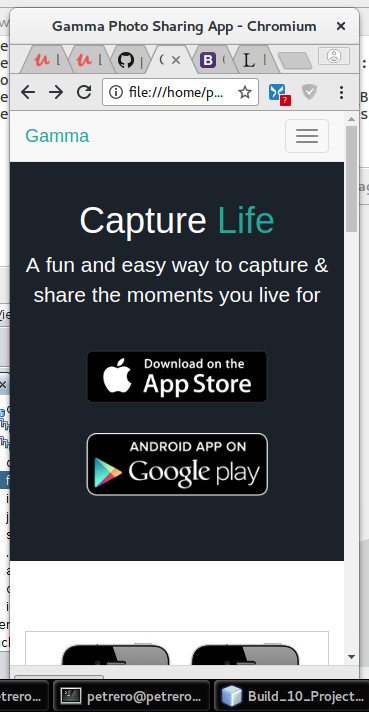 Gamma Photo Sharing App - Chromium
file:///home/p...
Gamma
Capture Life
A fun and easy way to capture &
share the moments you live for
Download on the
App Store
ANDROID APP ON
Google play
etrero...
petrero@petrero...
Build_10_Project...